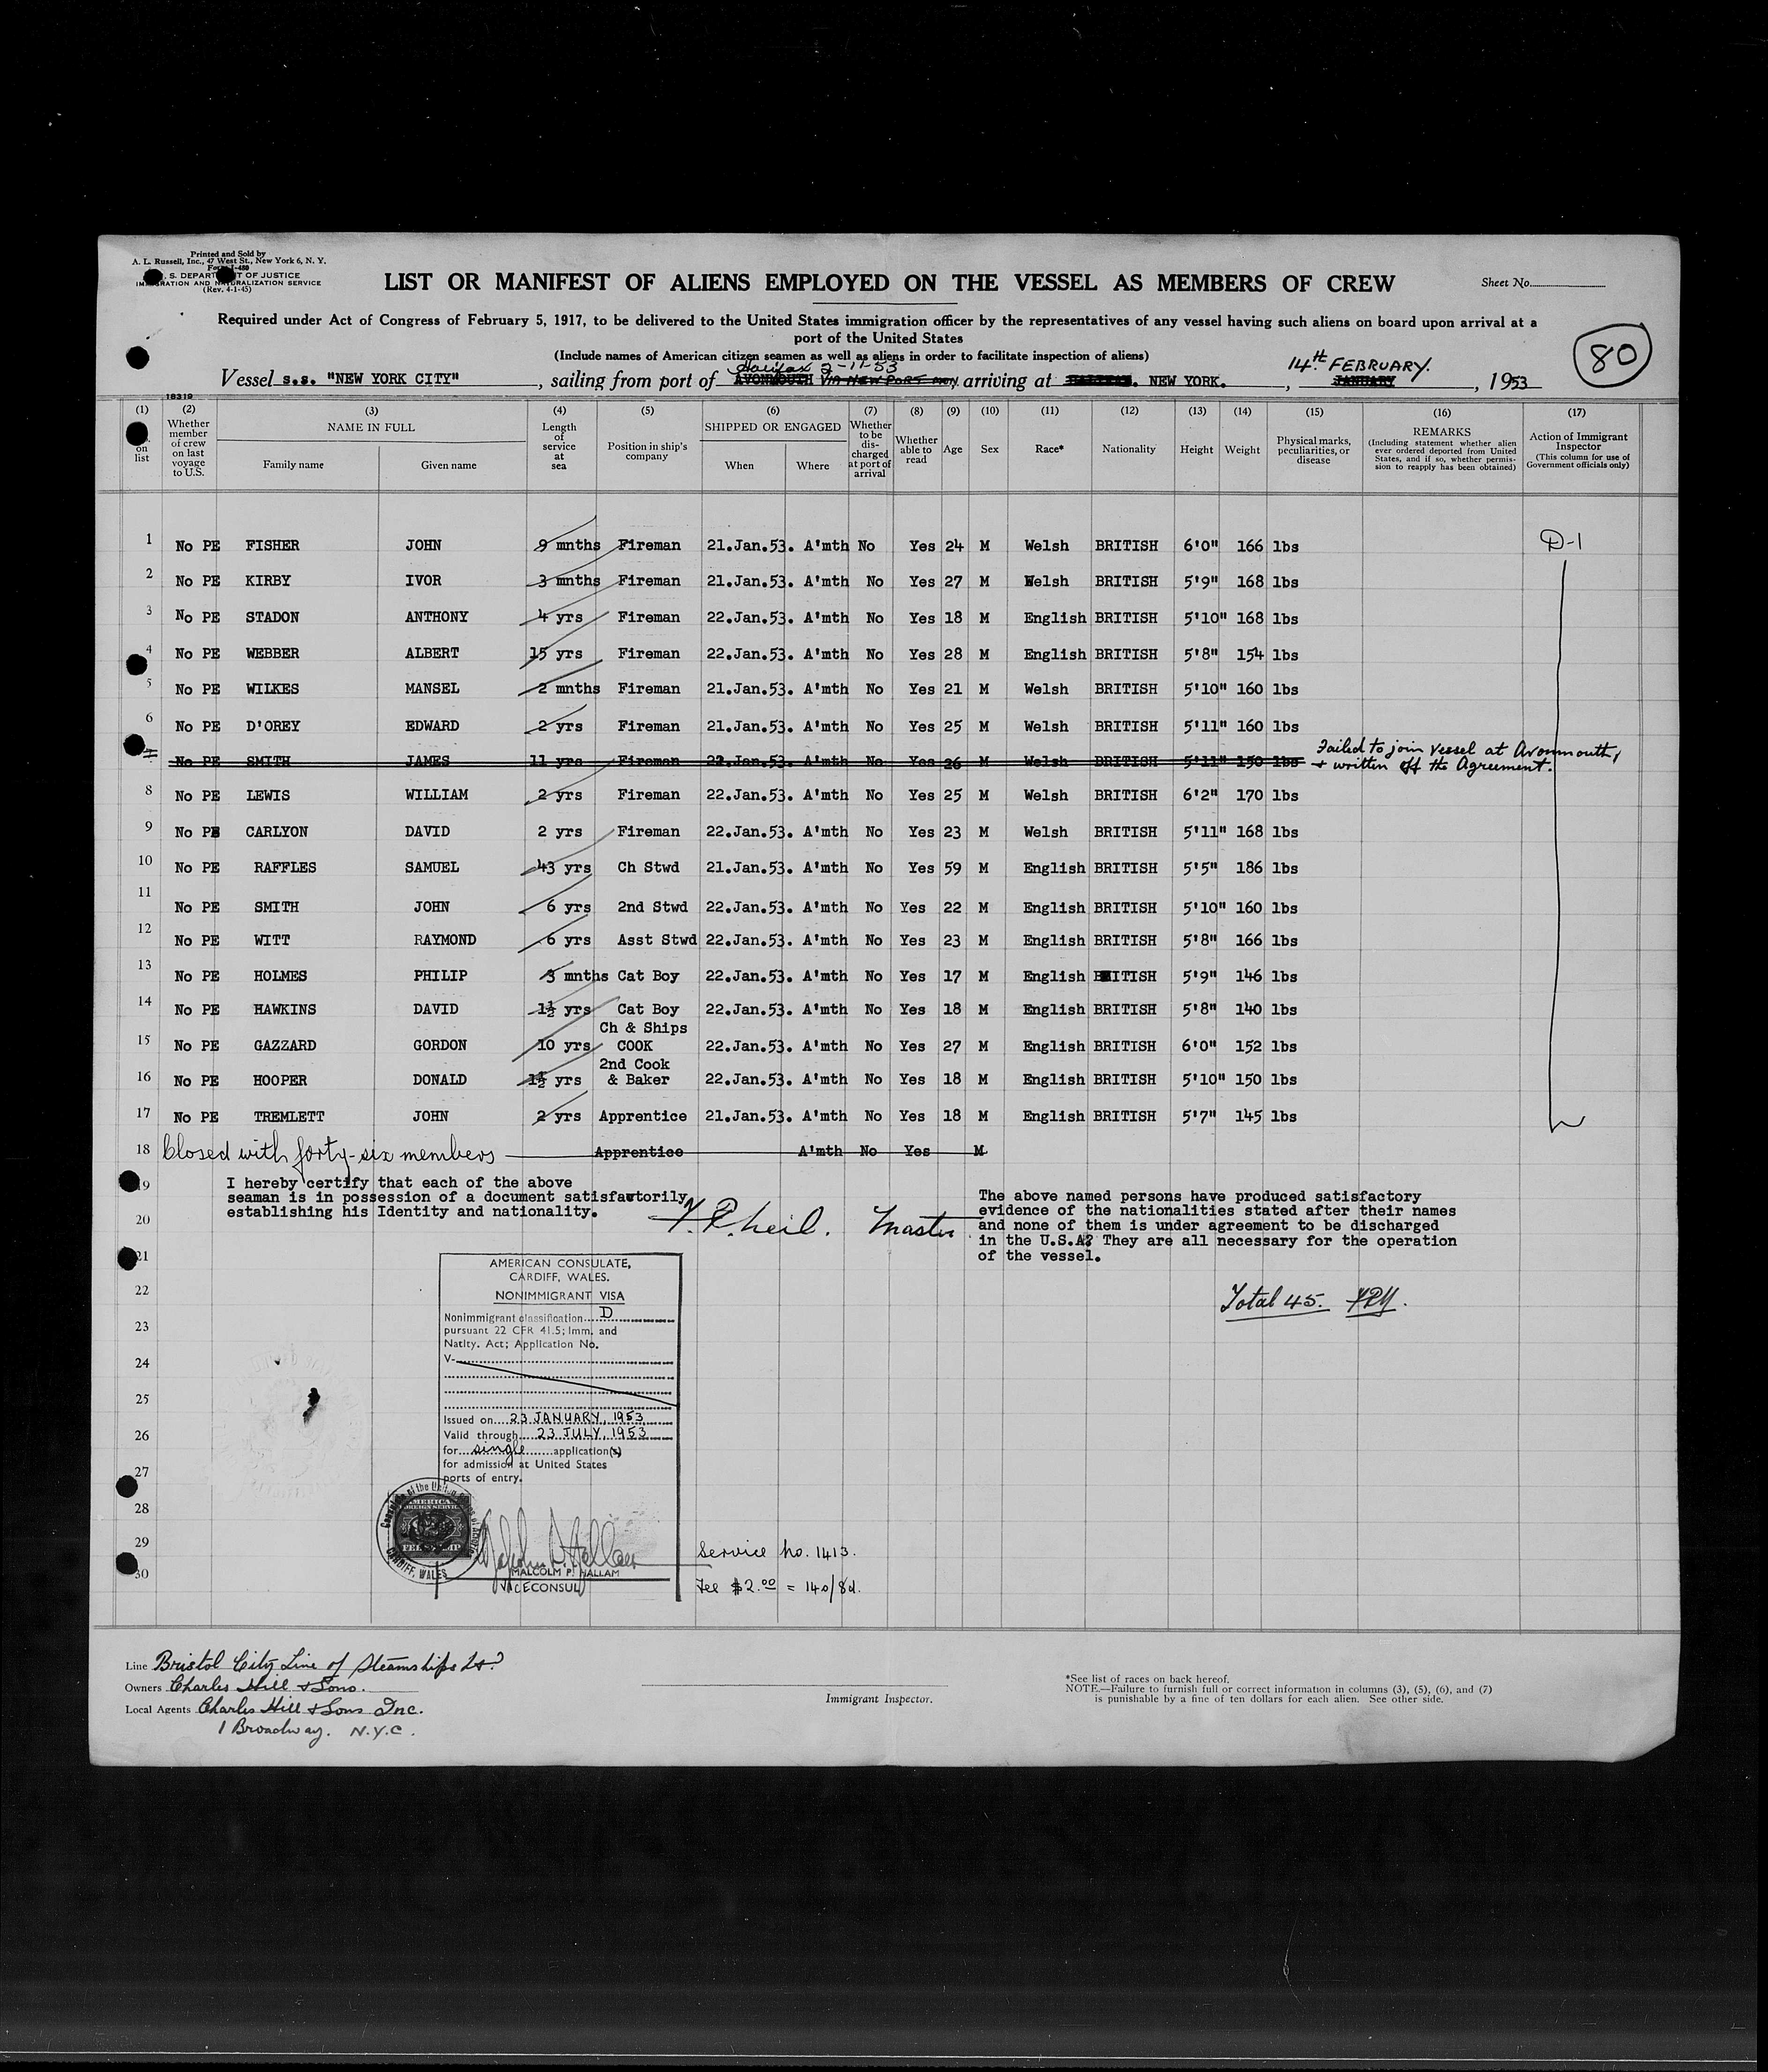 Printed and Sold by
A. L. Russell, Inc., 47 West St., New York 6, N. Y.
Form I-480
U. S. DEPARTMENT OF JUSTICE
IMMIGRATION AND NATURALIZATION SERVICE
(Rev. 4-1-45)
LIST OR MANIFEST OF ALIENS EMPLOYED ON THE VESSEL AS MEMBERS OF CREW
Sheet No.
Required under Act of Congress of February 5, 1917, to be delivered to the United States immigration officer by the representatives of any vessel having such aliens on board upon arrival at a
port of the United States
(Include names of American citizen seamen as well as aliens in order to facilitate inspection of aliens)
80
Halifax 2-11-53
14th FEBRUARY.
Vessel s.s. "NEW YORK CITY", sailing from port of AVONMOUTH VIA NEWPORT MON. arriving at HALIFAX. NEW YORK., JANUARY, 1953
18319
(1) (2) (3) (4) (5) (6) (7) (8) (9) (10) (11) (12) (13) (14) (15) (16) (17)
on list
Whether member of crew on last voyage to U.S.
NAME IN FULL
Family name Given name
Length of service at sea
Position in ship's company
SHIPPED OR ENGAGED
When Where
Whether to be discharged at port of arrival
Whether able to read
Age
Sex
Race*
Nationality
Height
Weight
Physical marks, peculiarities, or disease
REMARKS
(Including statement whether alien ever ordered deported from United States, and if so, whether permission to reapply has been obtained)
Action of Immigrant Inspector
(This column for use of Government officials only)
1 No PE FISHER JOHN 9 mnths Fireman 21.Jan.53. A'mth No Yes 24 M Welsh BRITISH 6'0" 166 lbs D-1
2 No PE KIRBY IVOR 3 mnths Fireman 21.Jan.53. A'mth No Yes 27 M Welsh BRITISH 5'9" 168 lbs
3 No PE STADON ANTHONY 4 yrs Fireman 22.Jan.53. A'mth No Yes 18 M English BRITISH 5'10" 168 lbs
4 No PE WEBBER ALBERT 15 yrs Fireman 22.Jan.53. A'mth No Yes 28 M English BRITISH 5'8" 154 lbs
5 No PE WILKES MANSEL 2 mnths Fireman 21.Jan.53. A'mth No Yes 21 M Welsh BRITISH 5'10" 160 lbs
6 No PE D'OREY EDWARD 2 yrs Fireman 21.Jan.53. A'mth No Yes 25 M Welsh BRITISH 5'11" 160 lbs
7 No PE SMITH JAMES 11 yrs Fireman 22.Jan.53. A'mth No Yes 26 M Welsh BRITISH 5'11" 150 lbs Failed to join vessel at Avonmouth,
+ written off the Agreement.
8 No PE LEWIS WILLIAM 2 yrs Fireman 22.Jan.53. A'mth No Yes 25 M Welsh BRITISH 6'2" 170 lbs
9 No PE CARLYON DAVID 2 yrs Fireman 22.Jan.53. A'mth No Yes 23 M Welsh BRITISH 5'11" 168 lbs
10 No PE RAFFLES SAMUEL 43 yrs Ch Stwd 21.Jan.53. A'mth No Yes 59 M English BRITISH 5'5" 186 lbs
11 No PE SMITH JOHN 6 yrs 2nd Stwd 22.Jan.53. A'mth No Yes 22 M English BRITISH 5'10" 160 lbs
12 No PE WITT RAYMOND 6 yrs Asst Stwd 22.Jan.53. A'mth No Yes 23 M English BRITISH 5'8" 166 lbs
13 No PE HOLMES PHILIP 3 mnths Cat Boy 22.Jan.53. A'mth No Yes 17 M English BRITISH 5'9" 146 lbs
14 No PE HAWKINS DAVID 1½ yrs Cat Boy 22.Jan.53. A'mth No Yes 18 M English BRITISH 5'8" 140 lbs
Ch & Ships
15 No PE GAZZARD GORDON 10 yrs COOK 22.Jan.53. A'mth No Yes 27 M English BRITISH 6'0" 152 lbs
2nd Cook
16 No PE HOOPER DONALD 1½ yrs & Baker 22.Jan.53. A'mth No Yes 18 M English BRITISH 5'10" 150 lbs
17 No PE TREMLETT JOHN 2 yrs Apprentice 21.Jan.53. A'mth No Yes 18 M English BRITISH 5'7" 145 lbs
18 Closed with forty-six members Apprentice A'mth No Yes M
19
20
21
22
23
24
25
26
27
28
29
30
I hereby certify that each of the above
seaman is in possession of a document satisfactorily
establishing his Identity and nationality.
Master
The above named persons have produced satisfactory
evidence of the nationalities stated after their names
and none of them is under agreement to be discharged
in the U.S.A. They are all necessary for the operation
of the vessel.
Total 45.
AMERICAN CONSULATE,
CARDIFF, WALES.
NONIMMIGRANT VISA
Nonimmigrant classification D
pursuant 22 CFR 41.5; Imm. and
Natity. Act; Application No.
V-
Issued on 23 JANUARY, 1953
Valid through 23 JULY, 1953
for single application(s)
for admission at United States
ports of entry.
CARDIFF, WALES
MALCOLM P. HALLAM
VICE CONSUL
Service No. 1413.
Fee $2.00 = 14s/8d.
Line Bristol City Line of Steamships Ltd
Owners Charles Hill & Sons.
Local Agents Charles Hill & Sons Inc.
1 Broadway. N.Y.C.
Immigrant Inspector.
*See list of races on back hereof.
NOTE.—Failure to furnish full or correct information in columns (3), (5), (6), and (7)
is punishable by a fine of ten dollars for each alien. See other side.